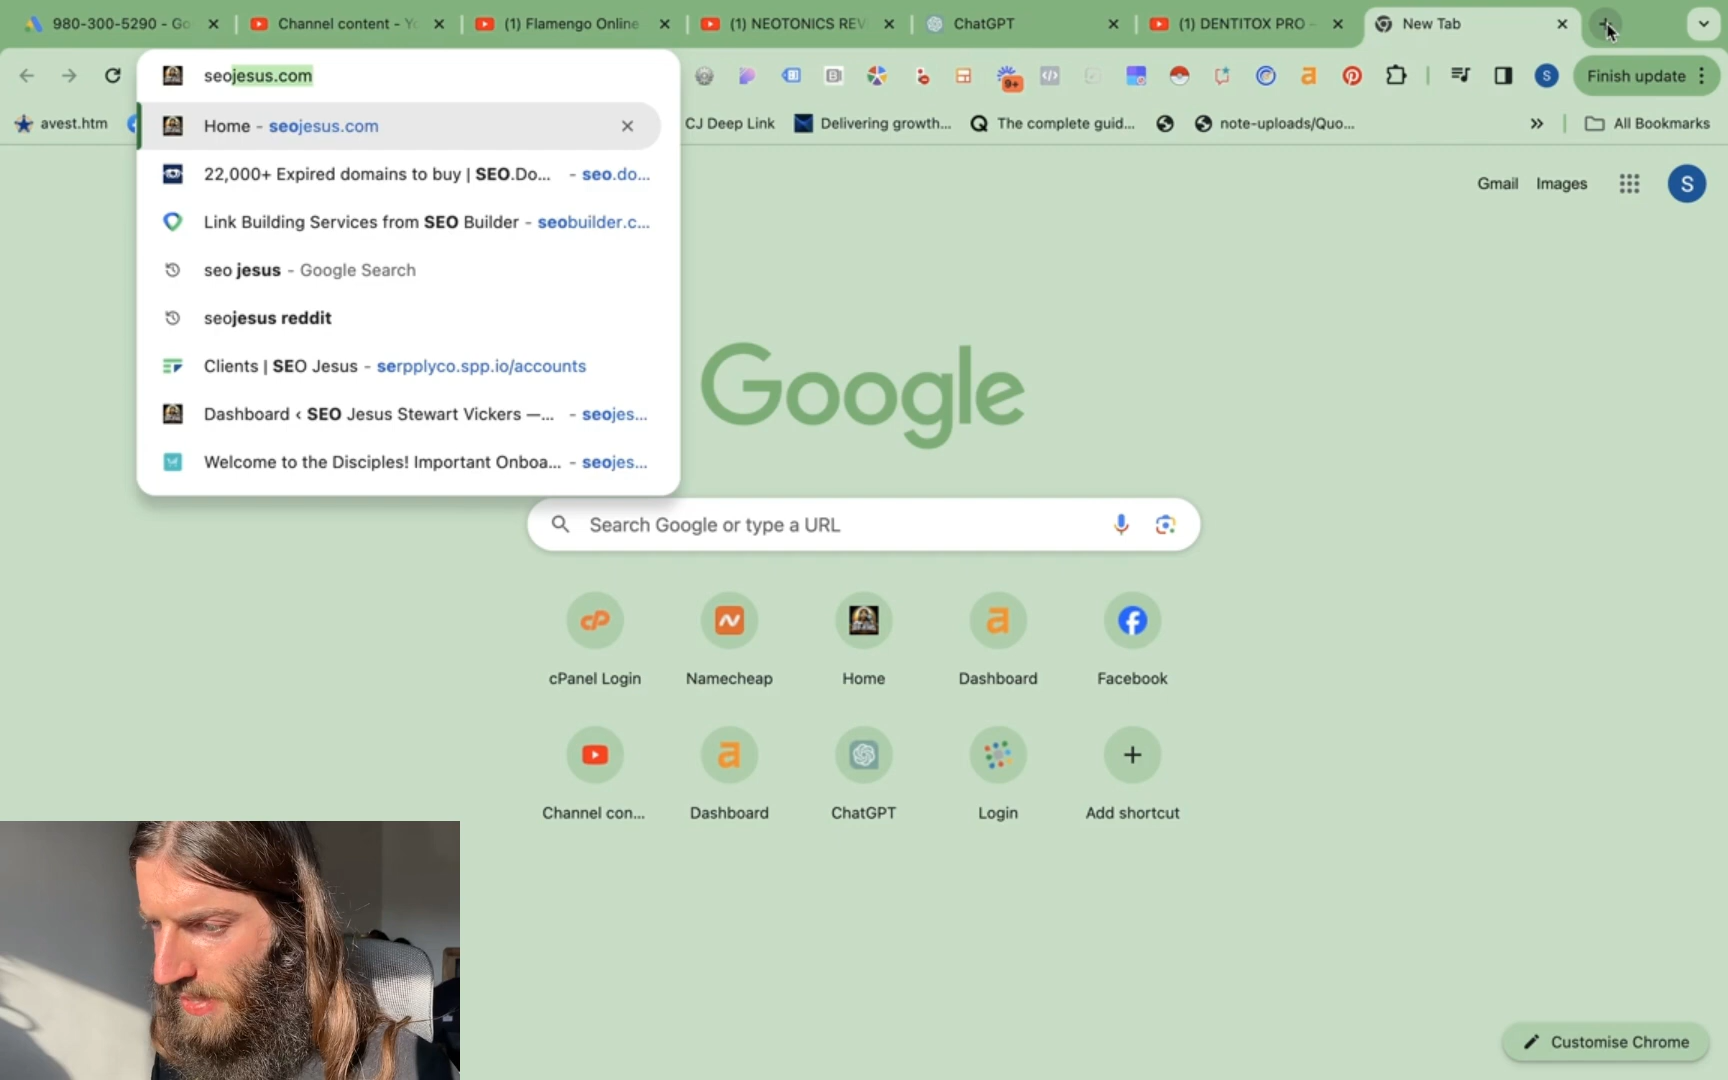 980-300-5290 - Go
Channel content - Yo
(1) Flamengo Online
(1) NEOTONICS REV
ChatGPT
(1) DENTITOX PRO -
New Tab
seojesus.com
9+
S
Finish update
avest.htm
CJ Deep Link
Delivering growth...
The complete guid...
note-uploads/Quo...
All Bookmarks
Home - seojesus.com
22,000+ Expired domains to buy | SEO.Do... - seo.do...
Link Building Services from SEO Builder - seobuilder.c...
seo jesus - Google Search
seojesus reddit
Clients | SEO Jesus - serpplyco.spp.io/accounts
Dashboard ‹ SEO Jesus Stewart Vickers —... - seojes...
Welcome to the Disciples! Important Onboa... - seojes...
Gmail
Images
S
Google
Search Google or type a URL
cPanel Login
Namecheap
Home
Dashboard
Facebook
Channel con...
Dashboard
ChatGPT
Login
Add shortcut
Customise Chrome